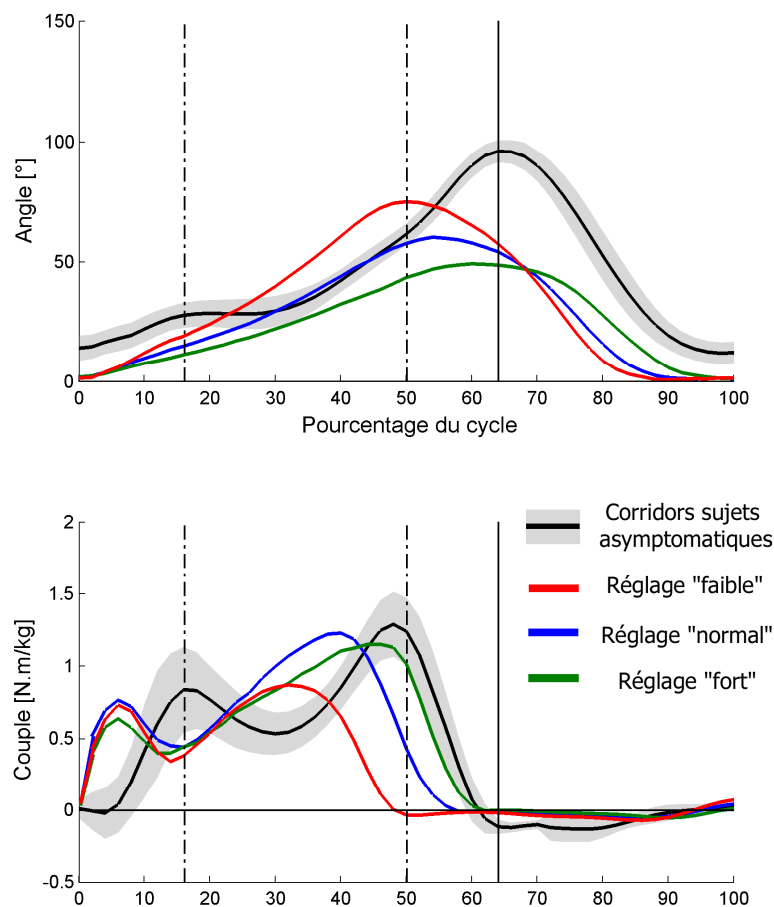 150
100
50
0
Angle [°]
0 10 20 30 40 50 60 70 80 90 100
Pourcentage du cycle
2
1.5
1
0.5
0
-0.5
Couple [N.m/kg]
0 10 20 30 40 50 60 70 80 90 100
Corridors sujets
asymptomatiques
Réglage "faible"
Réglage "normal"
Réglage "fort"